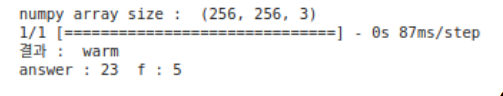 numpy array size :  (256, 256, 3)
1/1 [==============================] - 0s 87ms/step
결과 :  warm
answer : 23  f : 5